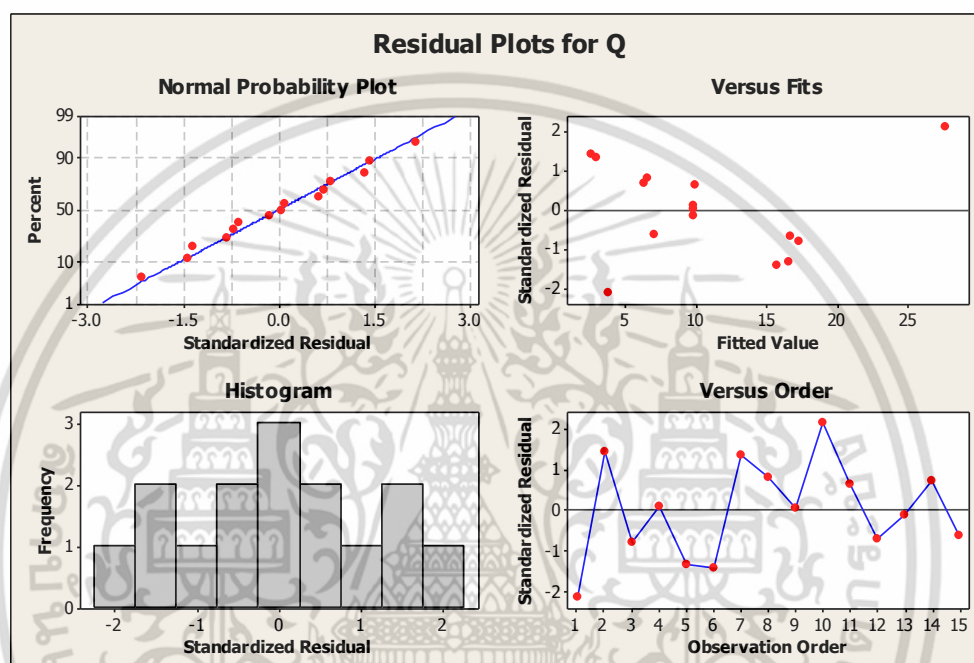 Residual Plots for Q
Normal Probability Plot
Percent
99
90
50
10
1
-3.0 -1.5 0.0 1.5 3.0
Standardized Residual
Versus Fits
Standardized Residual
2
1
0
-1
-2
5 10 15 20 25
Fitted Value
Histogram
Frequency
3
2
1
0
-2 -1 0 1 2
Standardized Residual
Versus Order
Standardized Residual
2
1
0
-1
-2
1 2 3 4 5 6 7 8 9 10 11 12 13 14 15
Observation Order